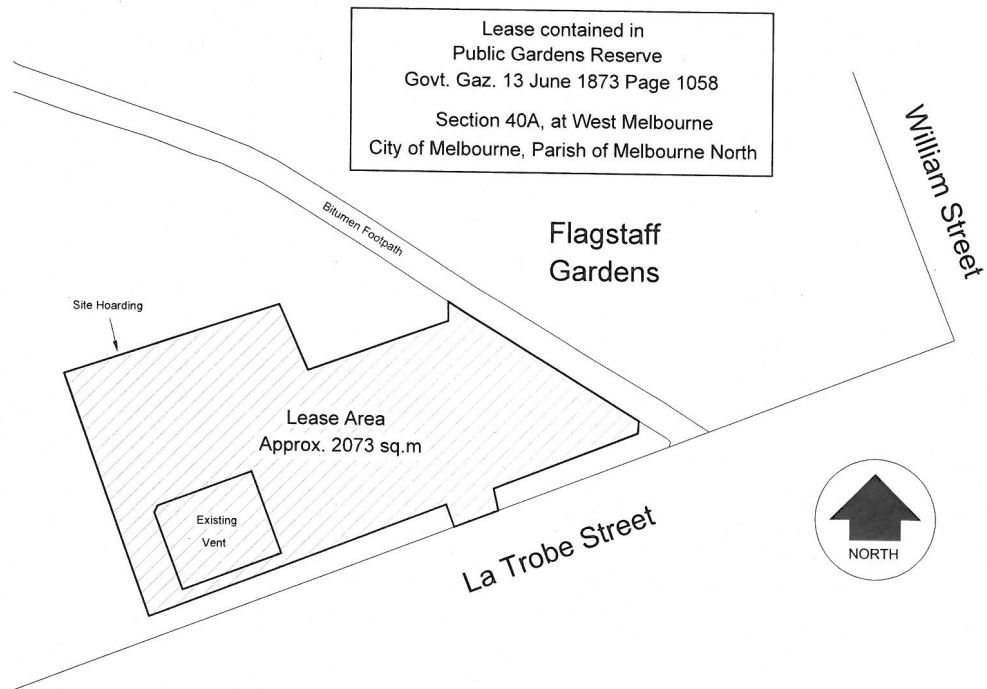 Lease contained in
Public Gardens Reserve
Govt. Gaz. 13 June 1873 Page 1058
Section 40A, at West Melbourne
City of Melbourne, Parish of Melbourne North
William Street
Bitumen Footpath
Flagstaff
Gardens
Site Hoarding
Lease Area
Approx. 2073 sq.m
Existing
Vent
La Trobe Street
NORTH